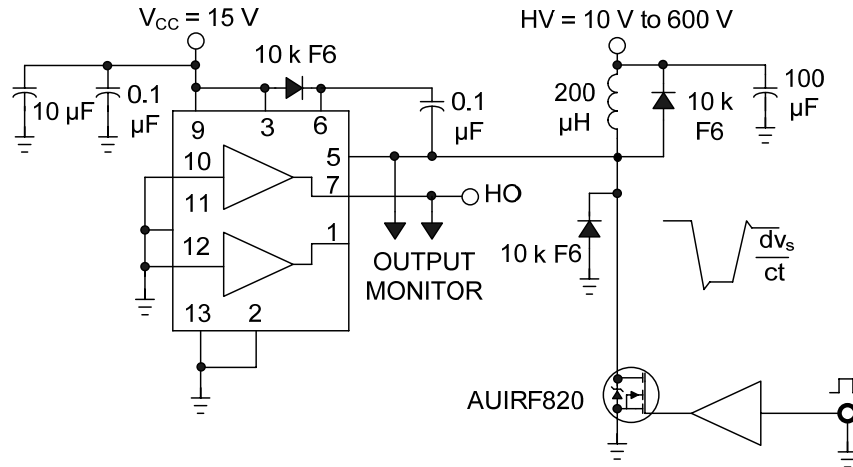 V_CC = 15 V
HV = 10 V to 600 V
10 k F6
10 µF
0.1
µF
0.1
µF
200
µH
10 k
F6
100
µF
9
3
6
10
5
7
HO
11
12
1
10 k F6
OUTPUT
MONITOR
dv_s
ct
13
2
AUIRF820